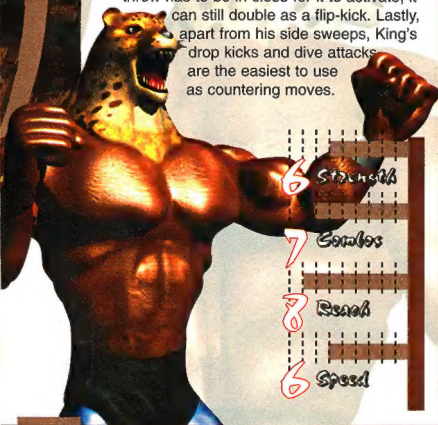 throw has to be in close for it to activate, it
can still double as a flip-kick. Lastly,
apart from his side sweeps, King's
drop kicks and dive attacks
are the easiest to use
as countering moves.
6 Strength
7 Combos
8 Reach
6 Speed